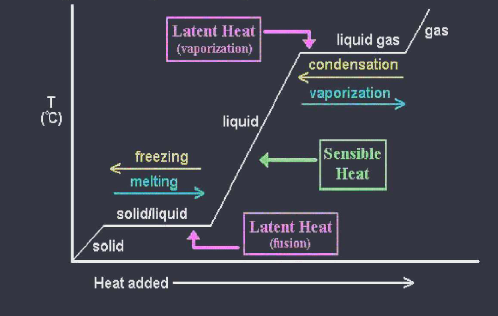 Latent Heat
(vaporization)
liquid gas
gas
condensation
vaporization
T
(°C)
liquid
Sensible
Heat
freezing
melting
solid/liquid
Latent Heat
(fusion)
solid
Heat added